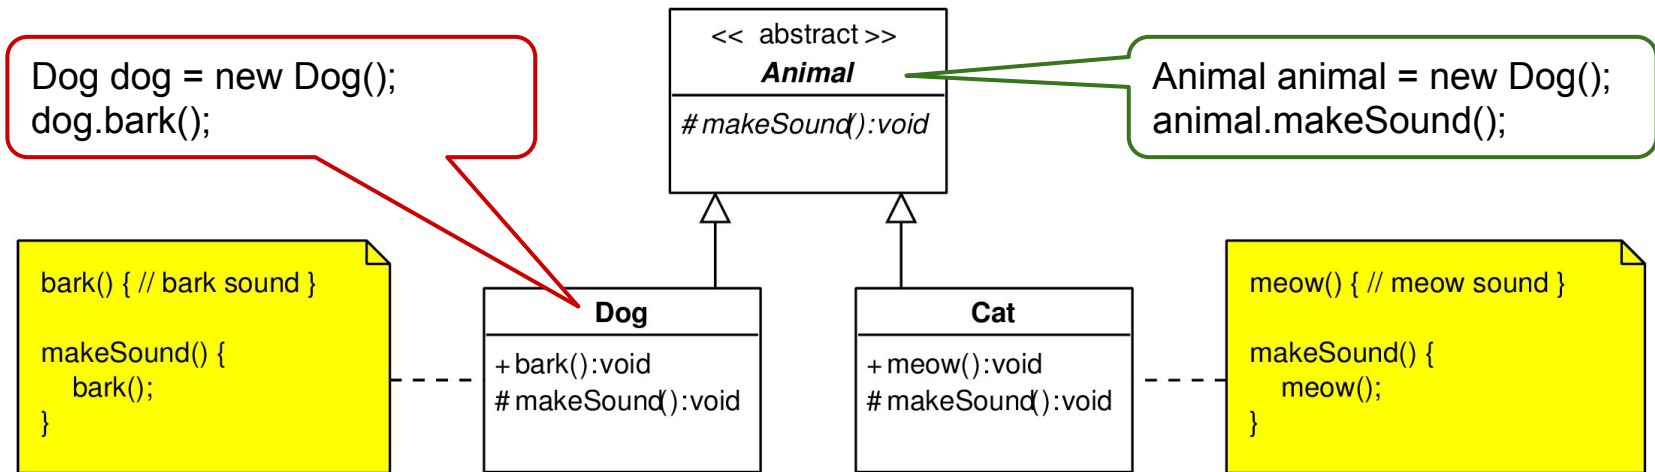 Dog dog = new Dog();
dog.bark();
<< abstract >>
Animal
# makeSound():void
Animal animal = new Dog();
animal.makeSound();
bark() { // bark sound }
makeSound() {
bark();
}
Dog
+ bark():void
# makeSound():void
Cat
+ meow():void
# makeSound():void
meow() { // meow sound }
makeSound() {
meow();
}